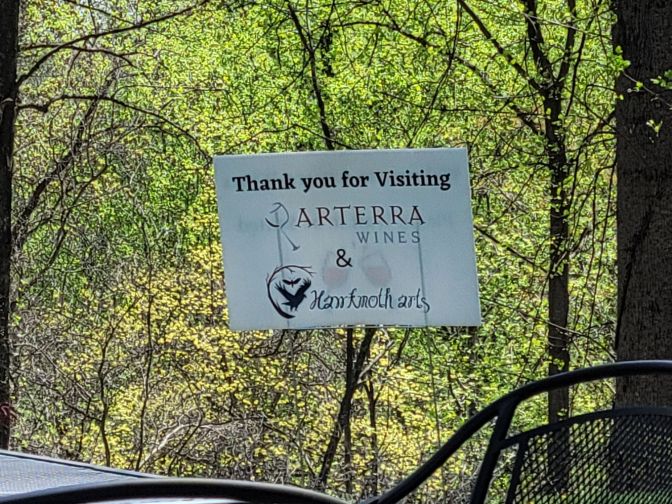 Thank you for Visiting
ARTERRA
WINES
&
Hawkmoth arts